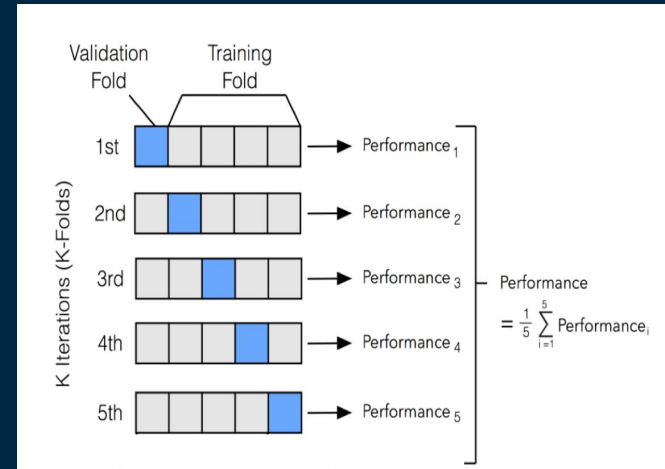 Validation
Fold
Training
Fold
K Iterations (K-Folds)
1st
Performance 1
2nd
Performance 2
3rd
Performance 3
4th
Performance 4
5th
Performance 5
Performance
= 1/5 5∑i=1 Performancei